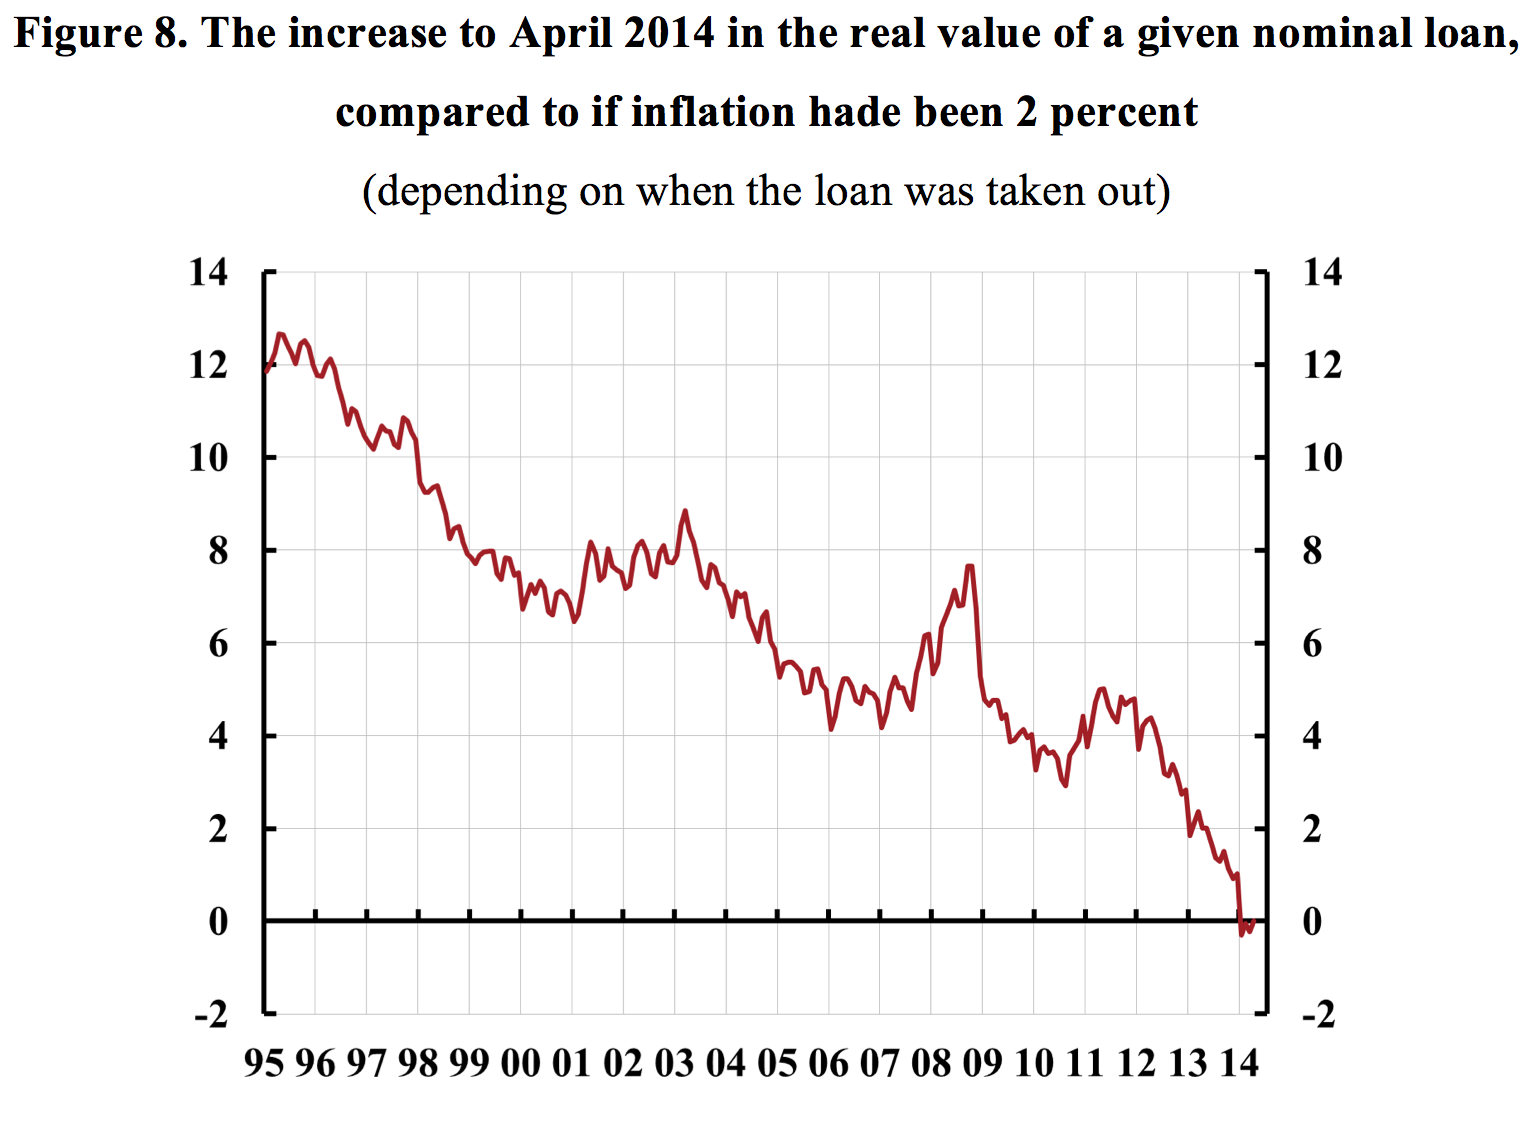 Figure 8. The increase to April 2014 in the real value of a given nominal loan,
compared to if inflation hade been 2 percent
(depending on when the loan was taken out)
14 14
12 12
10 10
8 8
6 6
4 4
2 2
0 0
-2 -2
95 96 97 98 99 00 01 02 03 04 05 06 07 08 09 10 11 12 13 14